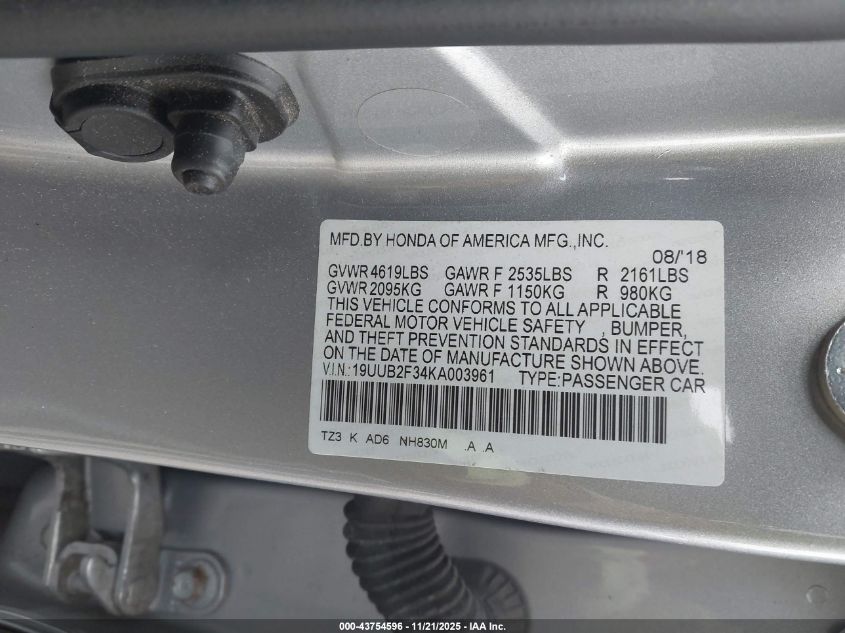 MFD.BY HONDA OF AMERICA MFG.,INC.
08/'18
GVWR 4619LBS GAWR F 2535LBS R 2161LBS
GVWR 2095KG GAWR F 1150KG R 980KG
THIS VEHICLE CONFORMS TO ALL APPLICABLE
FEDERAL MOTOR VEHICLE SAFETY , BUMPER,
AND THEFT PREVENTION STANDARDS IN EFFECT
ON THE DATE OF MANUFACTURE SHOWN ABOVE.
V.I.N.:19UUB2F34KA003961 TYPE:PASSENGER CAR
TZ3 K AD6 NH830M .A .A
000-43754596 - 11/21/2025 - IAA Inc.